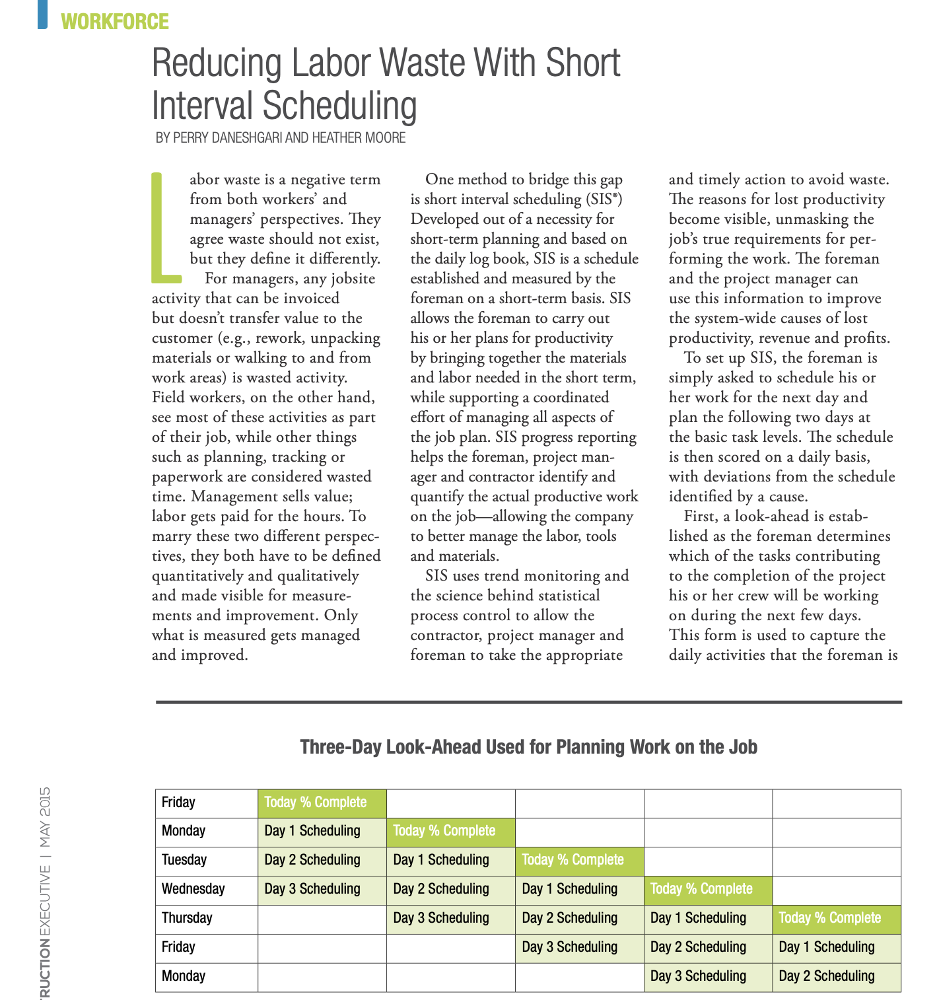 WORKFORCE
Reducing Labor Waste With Short
Interval Scheduling
BY PERRY DANESHGARI AND HEATHER MOORE
Labor waste is a negative term
from both workers’ and
managers’ perspectives. They
agree waste should not exist,
but they define it differently.
For managers, any jobsite
activity that can be invoiced
but doesn’t transfer value to the
customer (e.g., rework, unpacking
materials or walking to and from
work areas) is wasted activity.
Field workers, on the other hand,
see most of these activities as part
of their job, while other things
such as planning, tracking or
paperwork are considered wasted
time. Management sells value;
labor gets paid for the hours. To
marry these two different perspec-
tives, they both have to be defined
quantitatively and qualitatively
and made visible for measure-
ments and improvement. Only
what is measured gets managed
and improved.
One method to bridge this gap
is short interval scheduling (SIS®)
Developed out of a necessity for
short-term planning and based on
the daily log book, SIS is a schedule
established and measured by the
foreman on a short-term basis. SIS
allows the foreman to carry out
his or her plans for productivity
by bringing together the materials
and labor needed in the short term,
while supporting a coordinated
effort of managing all aspects of
the job plan. SIS progress reporting
helps the foreman, project man-
ager and contractor identify and
quantify the actual productive work
on the job—allowing the company
to better manage the labor, tools
and materials.
SIS uses trend monitoring and
the science behind statistical
process control to allow the
contractor, project manager and
foreman to take the appropriate
and timely action to avoid waste.
The reasons for lost productivity
become visible, unmasking the
job’s true requirements for per-
forming the work. The foreman
and the project manager can
use this information to improve
the system-wide causes of lost
productivity, revenue and profits.
To set up SIS, the foreman is
simply asked to schedule his or
her work for the next day and
plan the following two days at
the basic task levels. The schedule
is then scored on a daily basis,
with deviations from the schedule
identified by a cause.
First, a look-ahead is estab-
lished as the foreman determines
which of the tasks contributing
to the completion of the project
his or her crew will be working
on during the next few days.
This form is used to capture the
daily activities that the foreman is
Three-Day Look-Ahead Used for Planning Work on the Job
Friday Today % Complete
Monday Day 1 Scheduling Today % Complete
Tuesday Day 2 Scheduling Day 1 Scheduling Today % Complete
Wednesday Day 3 Scheduling Day 2 Scheduling Day 1 Scheduling Today % Complete
Thursday Day 3 Scheduling Day 2 Scheduling Day 1 Scheduling Today % Complete
Friday Day 3 Scheduling Day 2 Scheduling Day 1 Scheduling
Monday Day 3 Scheduling Day 2 Scheduling
RUCTION EXECUTIVE | MAY 2015